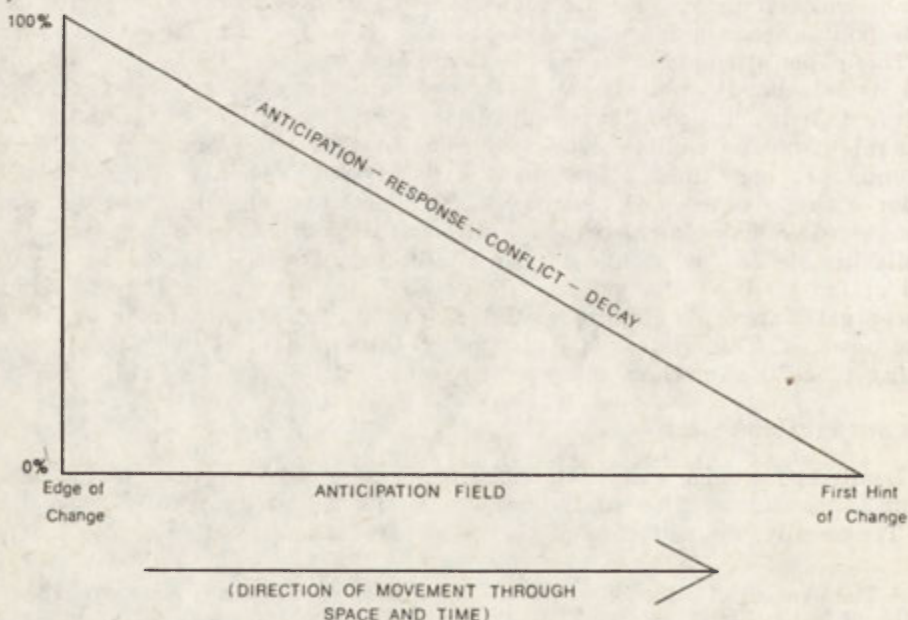 100%
ANTICIPATION – RESPONSE – CONFLICT – DECAY
0%
Edge of
Change
ANTICIPATION FIELD
First Hint
of Change
(DIRECTION OF MOVEMENT THROUGH
SPACE AND TIME)